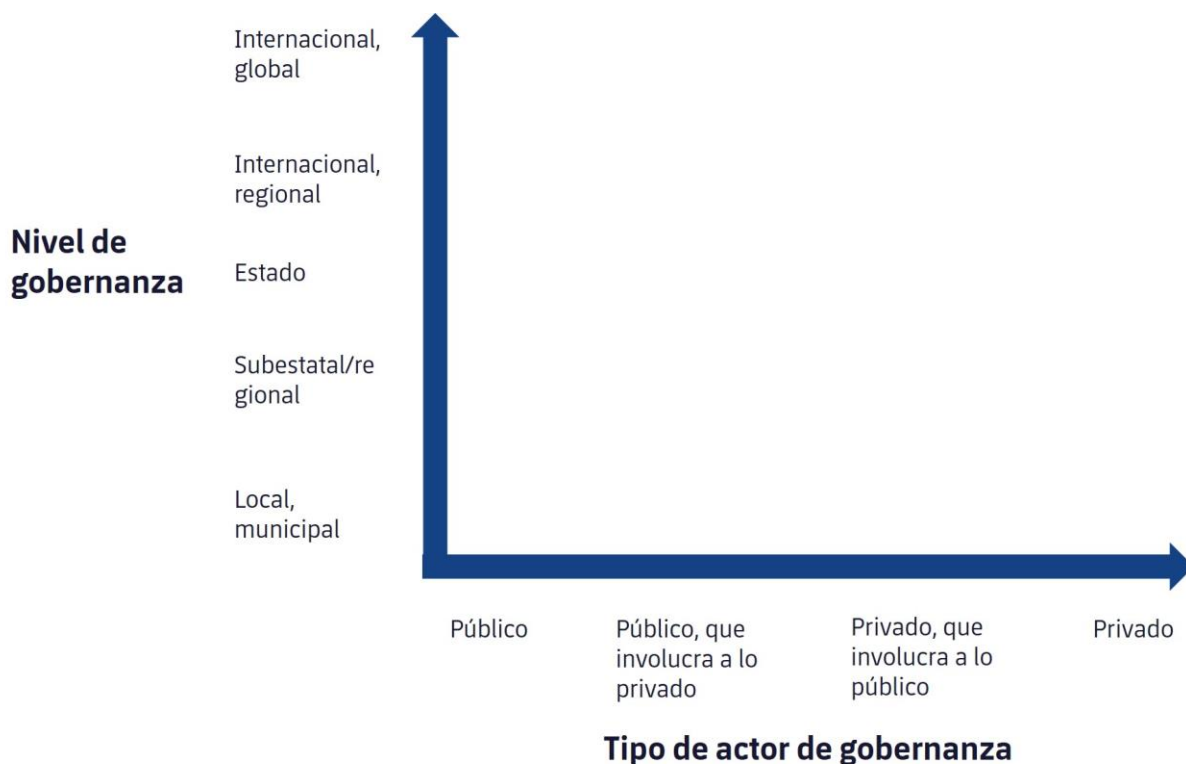 Internacional,
global
Internacional,
regional
Nivel de
gobernanza
Estado
Subestatal/re
gional
Local,
municipal
Público
Público, que
involucra a lo
privado
Privado, que
involucra a lo
público
Privado
Tipo de actor de gobernanza